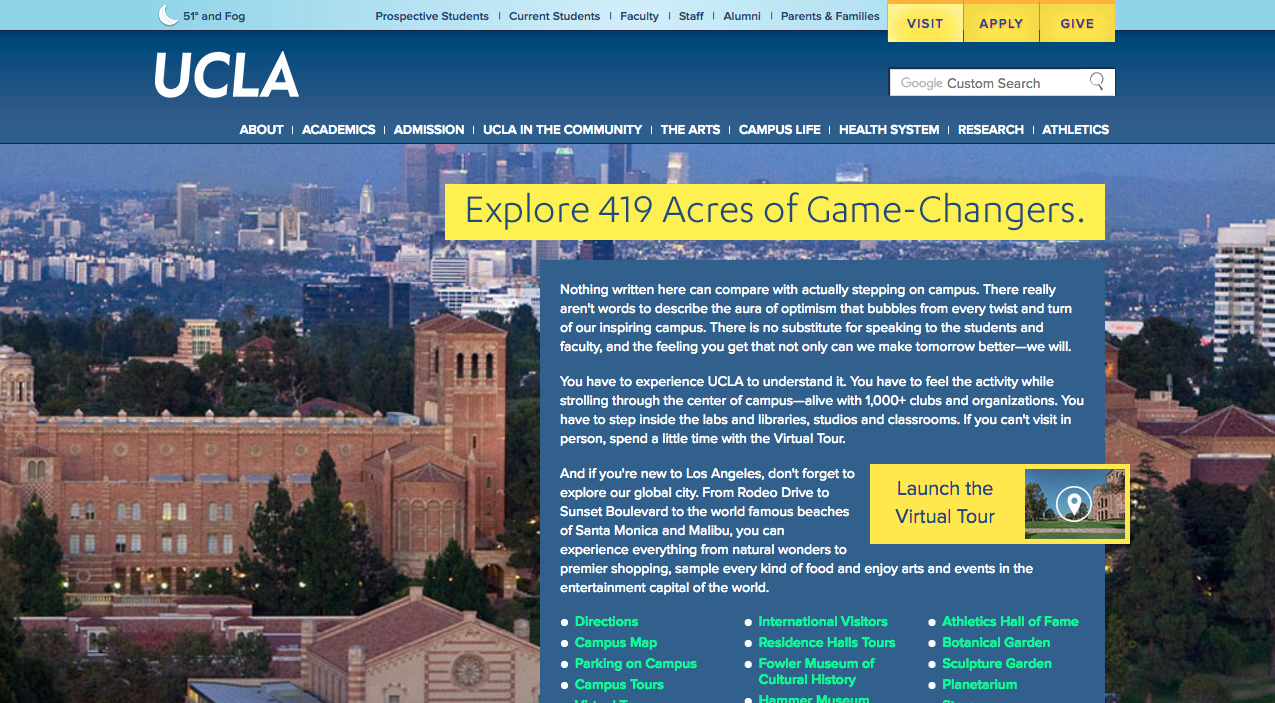 51° and Fog
Prospective Students | Current Students | Faculty | Staff | Alumni | Parents & Families
VISIT APPLY GIVE
UCLA
Google Custom Search
ABOUT | ACADEMICS | ADMISSION | UCLA IN THE COMMUNITY | THE ARTS | CAMPUS LIFE | HEALTH SYSTEM | RESEARCH | ATHLETICS
Explore 419 Acres of Game-Changers.
Nothing written here can compare with actually stepping on campus. There really
aren't words to describe the aura of optimism that bubbles from every twist and turn
of our inspiring campus. There is no substitute for speaking to the students and
faculty, and the feeling you get that not only can we make tomorrow better—we will.
You have to experience UCLA to understand it. You have to feel the activity while
strolling through the center of campus—alive with 1,000+ clubs and organizations. You
have to step inside the labs and libraries, studios and classrooms. If you can't visit in
person, spend a little time with the Virtual Tour.
And if you're new to Los Angeles, don't forget to
explore our global city. From Rodeo Drive to
Sunset Boulevard to the world famous beaches
of Santa Monica and Malibu, you can
experience everything from natural wonders to
premier shopping, sample every kind of food and enjoy arts and events in the
entertainment capital of the world.
Launch the
Virtual Tour
Directions
Campus Map
Parking on Campus
Campus Tours
International Visitors
Residence Halls Tours
Fowler Museum of
Cultural History
Hammer Museum
Athletics Hall of Fame
Botanical Garden
Sculpture Garden
Planetarium